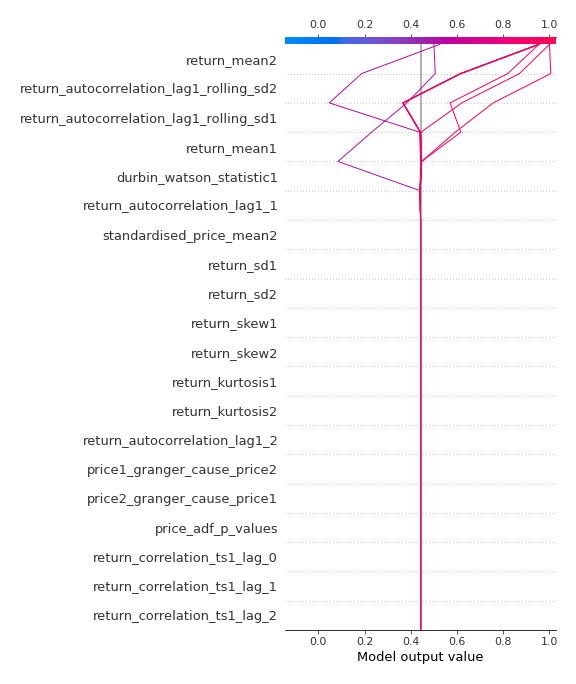 0.0 0.2 0.4 0.6 0.8 1.0
return_mean2
return_autocorrelation_lag1_rolling_sd2
return_autocorrelation_lag1_rolling_sd1
return_mean1
durbin_watson_statistic1
return_autocorrelation_lag1_1
standardised_price_mean2
return_sd1
return_sd2
return_skew1
return_skew2
return_kurtosis1
return_kurtosis2
return_autocorrelation_lag1_2
price1_granger_cause_price2
price2_granger_cause_price1
price_adf_p_values
return_correlation_ts1_lag_0
return_correlation_ts1_lag_1
return_correlation_ts1_lag_2
0.0 0.2 0.4 0.6 0.8 1.0
Model output value